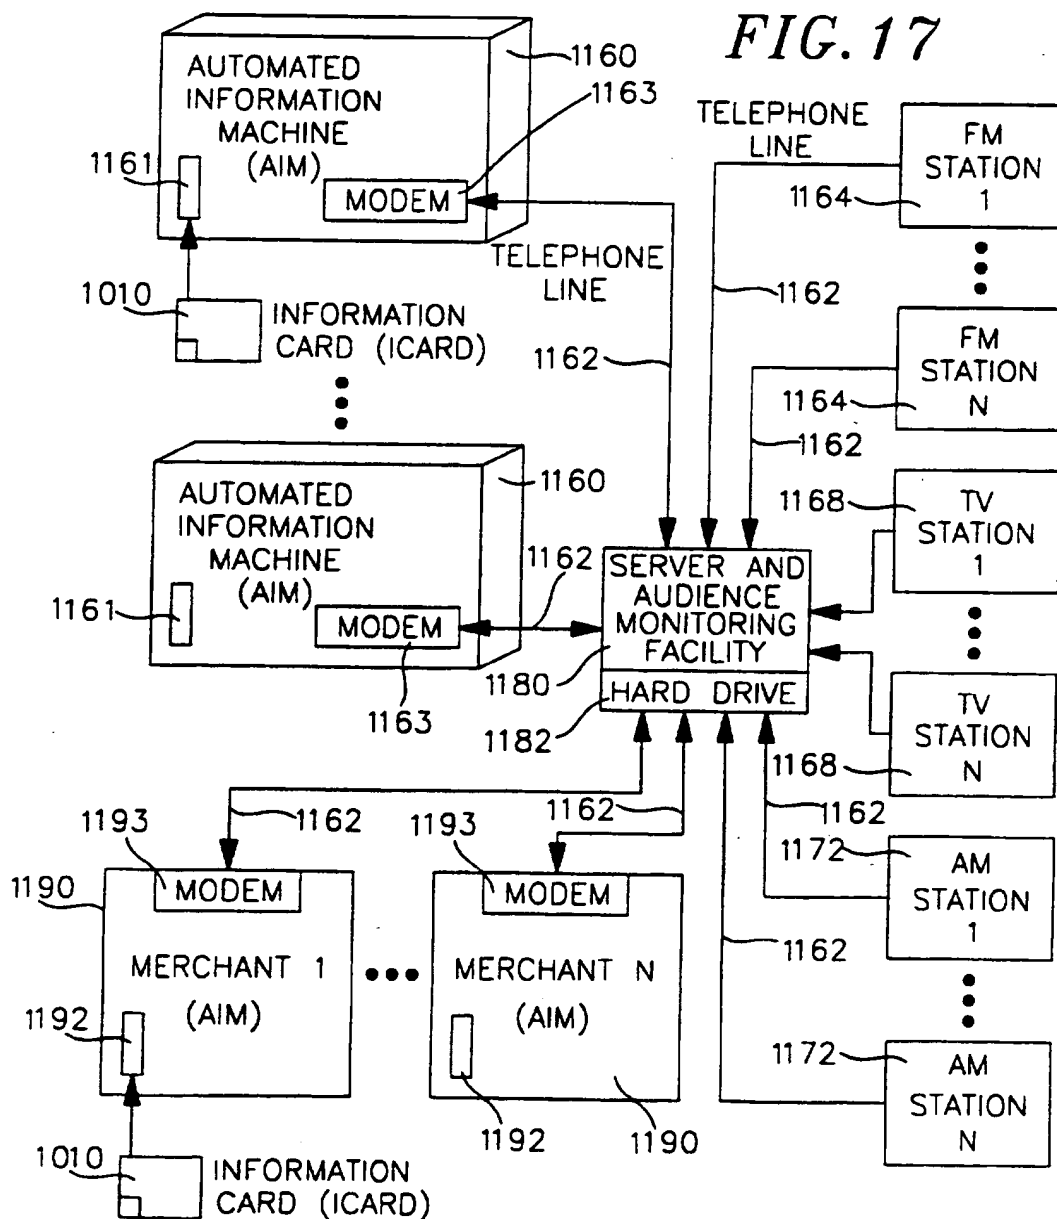 FIG. 17
AUTOMATED
INFORMATION
MACHINE
(AIM)
1160
1163
1161
MODEM
TELEPHONE
LINE
1010
INFORMATION
CARD (ICARD)
1162
TELEPHONE
LINE
FM
STATION
1
1164
1162
FM
STATION
N
1164
1162
AUTOMATED
INFORMATION
MACHINE
(AIM)
1160
1161
MODEM
1163
1162
SERVER AND
AUDIENCE
MONITORING
FACILITY
1180
HARD DRIVE
1182
TV
STATION
1
1168
TV
STATION
N
1168
1162
1162
1162
1162
AM
STATION
1
1172
AM
STATION
N
1172
1193
MODEM
1190
MERCHANT 1
(AIM)
1192
1193
MODEM
MERCHANT N
(AIM)
1192
1190
1010
INFORMATION
CARD (ICARD)